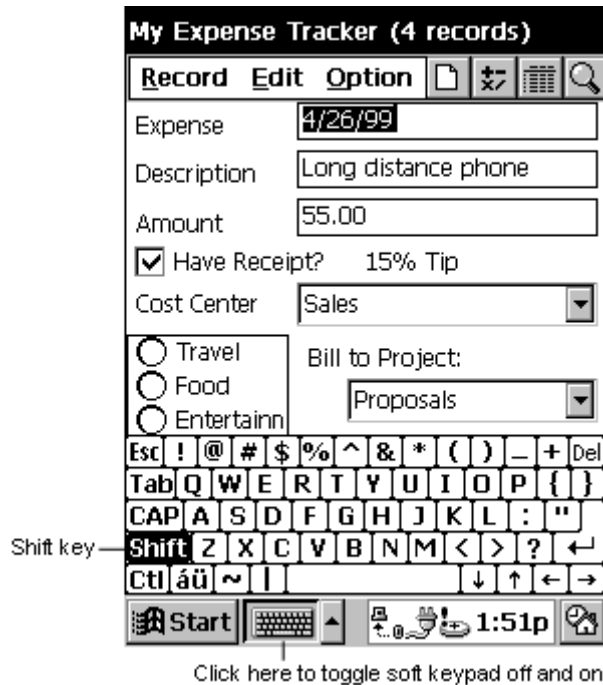 My Expense Tracker (4 records)
Record Edit Option
Expense 4/26/99
Description Long distance phone
Amount 55.00
Have Receipt? 15% Tip
Cost Center Sales
Travel
Bill to Project:
Food
Proposals
Entertainn
Esc ! @ # $ % ^ & * ( ) _ + Del
Tab Q W E R T Y U I O P { }
CAP A S D F G H J K L : "
Shift key
Shift Z X C V B N M < > ? ↵
Ctl áü ~ | ↓ ↑ ← →
Start 1:51p
Click here to toggle soft keypad off and on